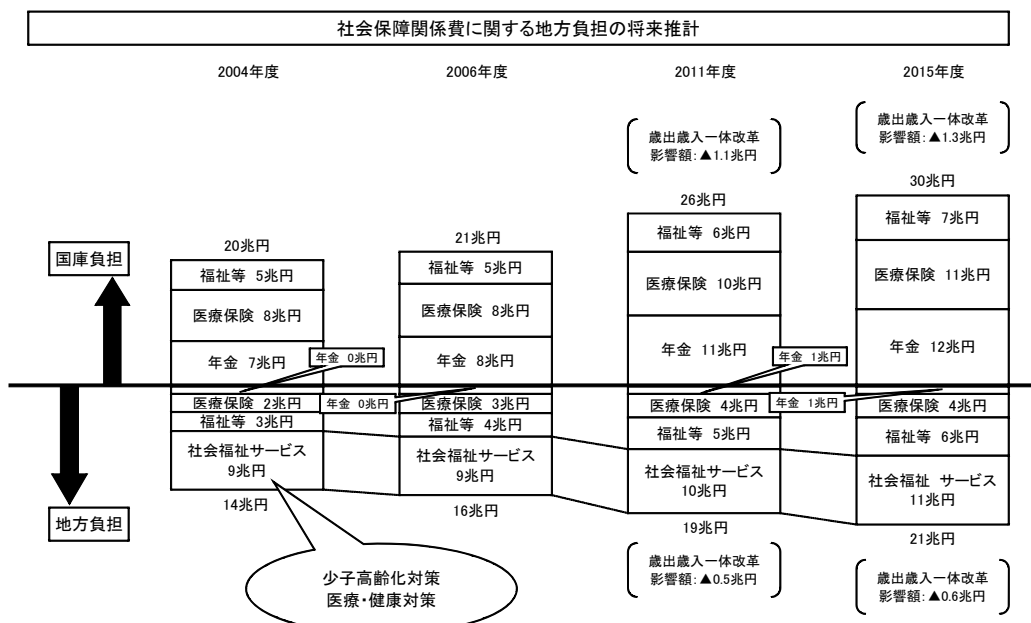 社会保障関係費に関する地方負担の将来推計
2004年度
2006年度
2011年度
2015年度
歳出歳入一体改革
影響額：▲1.1兆円
歳出歳入一体改革
影響額：▲1.3兆円
国庫負担
20兆円
福祉等 5兆円
医療保険 8兆円
年金 7兆円
年金 0兆円
21兆円
福祉等 5兆円
医療保険 8兆円
年金 8兆円
26兆円
福祉等 6兆円
医療保険 10兆円
年金 11兆円
年金 1兆円
30兆円
福祉等 7兆円
医療保険 11兆円
年金 12兆円
地方負担
医療保険 2兆円
福祉等 3兆円
社会福祉サービス
9兆円
14兆円
年金 0兆円
医療保険 3兆円
福祉等 4兆円
社会福祉サービス
9兆円
16兆円
医療保険 4兆円
福祉等 5兆円
社会福祉サービス
10兆円
19兆円
年金 1兆円
医療保険 4兆円
福祉等 6兆円
社会福祉 サービス
11兆円
21兆円
少子高齢化対策
医療・健康対策
歳出歳入一体改革
影響額：▲0.5兆円
歳出歳入一体改革
影響額：▲0.6兆円